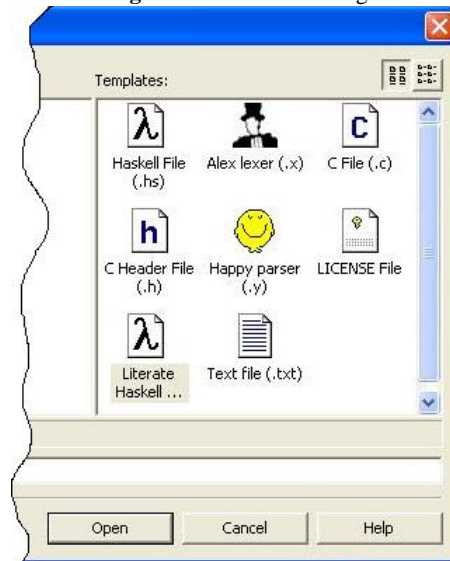 Templates:
λ λ C
Haskell File Alex lexer (.x) C File (.c)
(.hs)
h
C Header File Happy parser LICENSE File
(.h) (.y)
λ
Literate Text file (.txt)
Haskell ...
Open Cancel Help